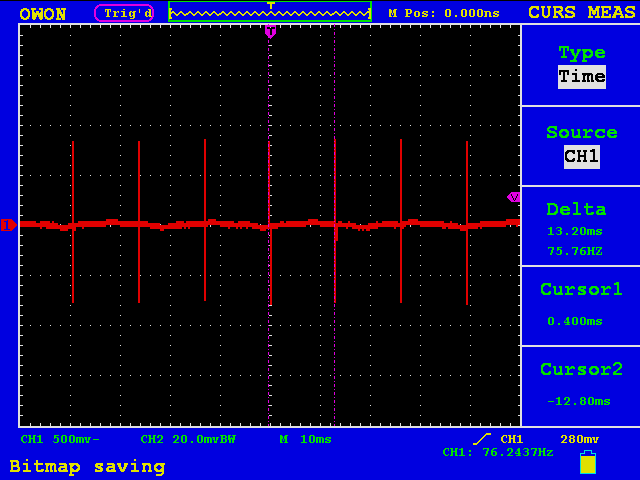 OWON Trig'd T M Pos: 0.000ns CURS MEAS
T
Type
Time
Source
CH1
V
1
Delta
13.20ms
75.76HZ
Cursor1
0.400ms
Cursor2
-12.80ms
CH1 500mv~ CH2 20.0mvBW M 10ms CH1 280mv
CH1: 76.2437Hz
Bitmap saving